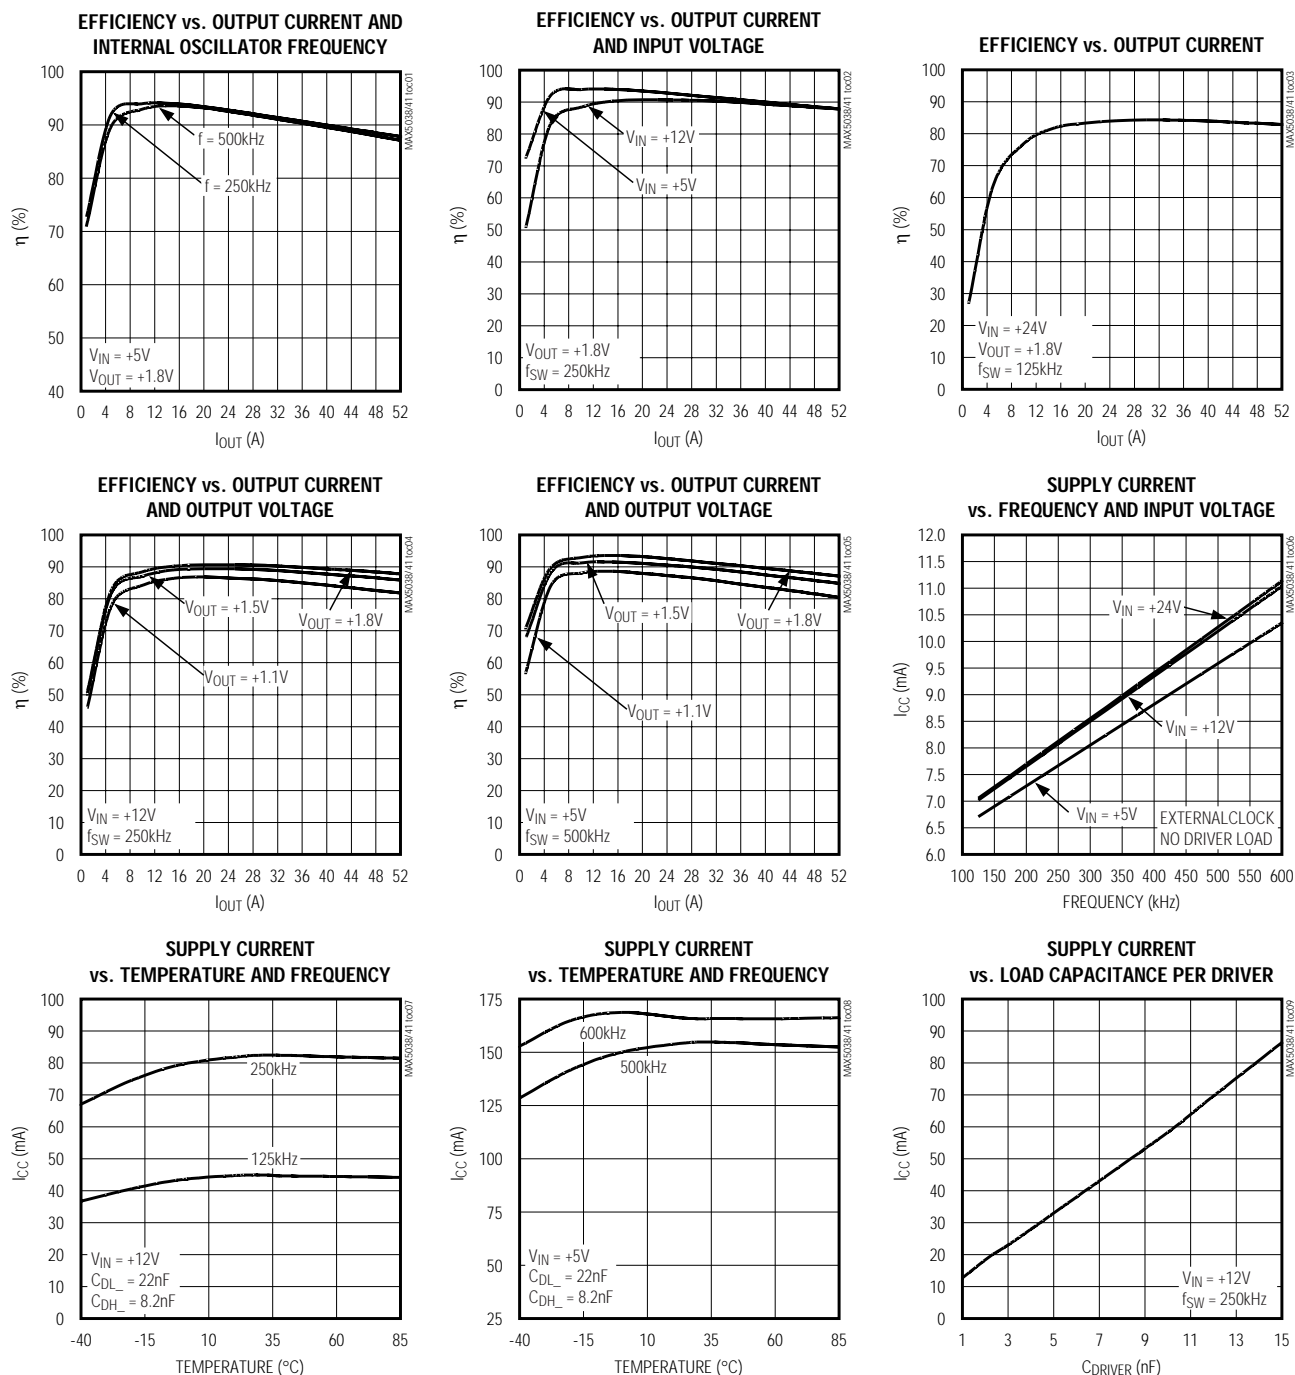 EFFICIENCY vs. OUTPUT CURRENT AND
INTERNAL OSCILLATOR FREQUENCY
MAX5038/41 toc01
100
90
80
70
60
50
40
η (%)
f = 500kHz
f = 250kHz
VIN = +5V
VOUT = +1.8V
0 4 8 12 16 20 24 28 32 36 40 44 48 52
IOUT (A)
EFFICIENCY vs. OUTPUT CURRENT
AND INPUT VOLTAGE
MAX5038/41 toc02
100
90
80
70
60
50
40
30
20
10
0
η (%)
VIN = +12V
VIN = +5V
VOUT = +1.8V
fSW = 250kHz
0 4 8 12 16 20 24 28 32 36 40 44 48 52
IOUT (A)
EFFICIENCY vs. OUTPUT CURRENT
MAX5038/41 toc03
100
90
80
70
60
50
40
30
20
10
0
η (%)
VIN = +24V
VOUT = +1.8V
fSW = 125kHz
0 4 8 12 16 20 24 28 32 36 40 44 48 52
IOUT (A)
EFFICIENCY vs. OUTPUT CURRENT
AND OUTPUT VOLTAGE
MAX5038/41 toc04
100
90
80
70
60
50
40
30
20
10
0
η (%)
VOUT = +1.5V
VOUT = +1.8V
VOUT = +1.1V
VIN = +12V
fSW = 250kHz
0 4 8 12 16 20 24 28 32 36 40 44 48 52
IOUT (A)
EFFICIENCY vs. OUTPUT CURRENT
AND OUTPUT VOLTAGE
MAX5038/41 toc05
100
90
80
70
60
50
40
30
20
10
0
η (%)
VOUT = +1.5V
VOUT = +1.8V
VOUT = +1.1V
VIN = +5V
fSW = 500kHz
0 4 8 12 16 20 24 28 32 36 40 44 48 52
IOUT (A)
SUPPLY CURRENT
vs. FREQUENCY AND INPUT VOLTAGE
MAX5038/41 toc06
12.0
11.5
11.0
10.5
10.0
9.5
9.0
8.5
8.0
7.5
7.0
6.5
6.0
ICC (mA)
VIN = +24V
VIN = +12V
VIN = +5V
EXTERNALCLOCK
NO DRIVER LOAD
100 150 200 250 300 350 400 450 500 550 600
FREQUENCY (kHz)
SUPPLY CURRENT
vs. TEMPERATURE AND FREQUENCY
MAX5038/41 toc07
100
90
80
70
60
50
40
30
20
10
0
ICC (mA)
250kHz
125kHz
VIN = +12V
CDL_ = 22nF
CDH_ = 8.2nF
-40 -15 10 35 60 85
TEMPERATURE (°C)
SUPPLY CURRENT
vs. TEMPERATURE AND FREQUENCY
MAX5038/41 toc08
175
150
125
100
75
50
25
ICC (mA)
600kHz
500kHz
VIN = +5V
CDL_ = 22nF
CDH_ = 8.2nF
-40 -15 10 35 60 85
TEMPERATURE (°C)
SUPPLY CURRENT
vs. LOAD CAPACITANCE PER DRIVER
MAX5038/41 toc09
100
90
80
70
60
50
40
30
20
10
0
ICC (mA)
VIN = +12V
fSW = 250kHz
1 3 5 7 9 11 13 15
CDRIVER (nF)